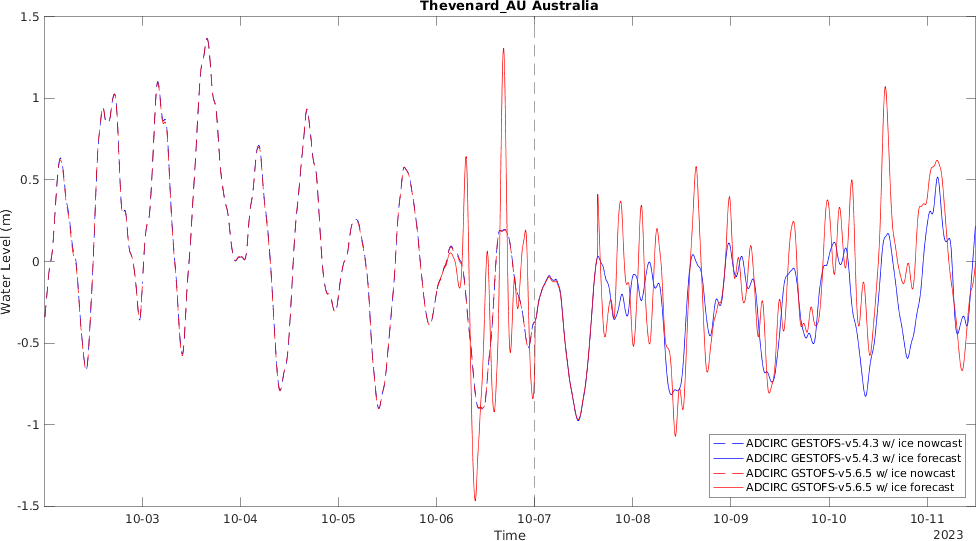 Thevenard_AU Australia
1.5
1
0.5
0
-0.5
-1
-1.5
Water Level (m)
10-03
10-04
10-05
10-06
10-07
10-08
10-09
10-10
10-11
Time
2023
ADCIRC GESTOFS-v5.4.3 w/ ice nowcast
ADCIRC GESTOFS-v5.4.3 w/ ice forecast
ADCIRC GSTOFS-v5.6.5 w/ ice nowcast
ADCIRC GSTOFS-v5.6.5 w/ ice forecast